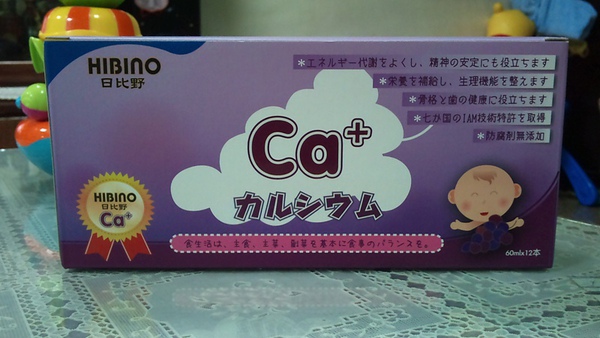 HIBINO
日比野
*エネルギー代謝をよくし、精神の安定にも役立ちます
*栄養を補給し、生理機能を整えます
*骨格と歯の健康に役立ちます
*七か国のIAM技術特許を取得
*防腐剤無添加
Ca+
カルシウム
HIBINO
日比野
Ca+
食生活は、主食、主菜、副菜を基本に食事のバランスを。
60mlx12本